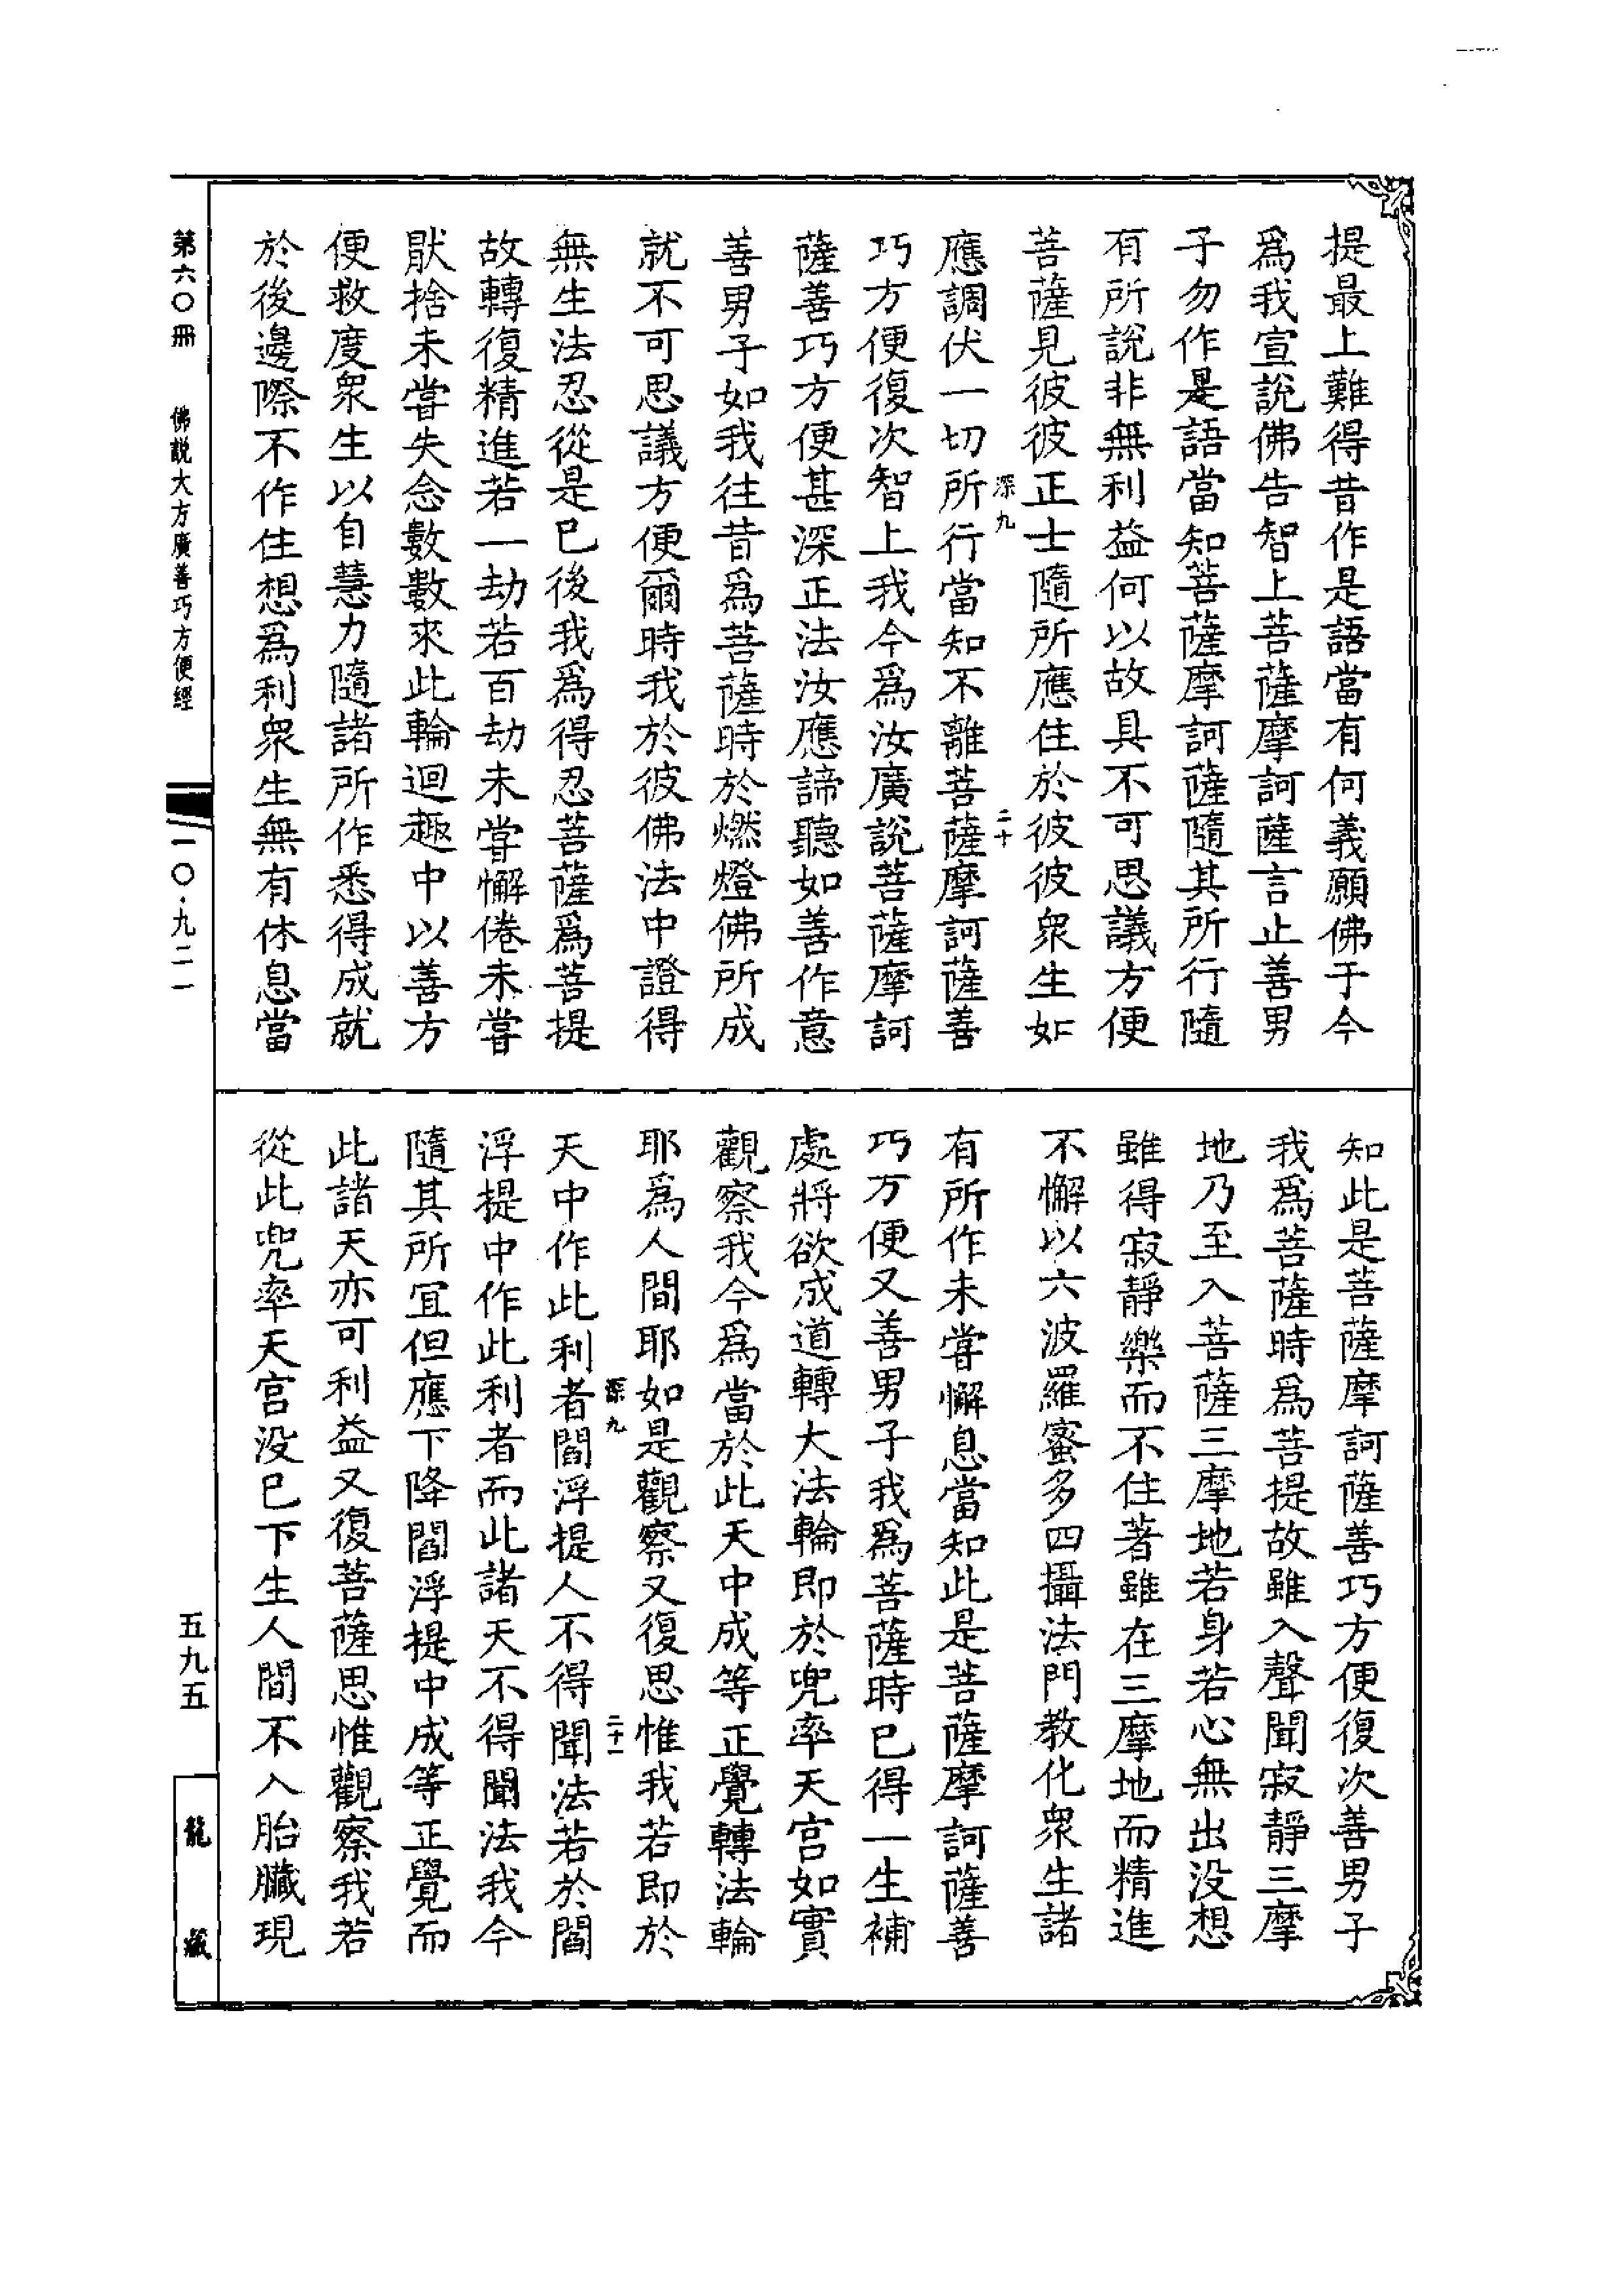 提最上難得昔作是語當有何義願佛于今
爲我宣說佛告智上菩薩摩訶薩言止善男
子勿作是語當知菩薩摩訶薩隨其所行隨
有所說非無利益何以故具不可思議方便
菩薩見彼彼正士隨所應住於彼彼衆生如
深九
二十
應調伏一切所行當知不離菩薩摩訶薩善
巧方便復次智上我今爲汝廣說菩薩摩訶
薩善巧方便甚深正法汝應諦聽如善作意
善男子如我往昔爲菩薩時於燃燈佛所成
就不可思議方便爾時我於彼佛法中證得
無生法忍從是已後我爲得忍菩薩爲菩提
故轉復精進若一劫若百劫未甞懈倦未甞
猒捨未甞失念數數來此輪迴趣中以善方
便救度衆生以自慧力隨諸所作悉得成就
於後邊際不作住想爲利衆生無有休息當
知此是菩薩摩訶薩善巧方便復次善男子
我爲菩薩時爲菩提故雖入聲聞寂靜三摩
地乃至入菩薩三摩地若身若心無出没想
雖得寂靜樂而不住著雖在三摩地而精進
不懈以六波羅蜜多四攝法門教化衆生諸
有所作未甞懈息當知此是菩薩摩訶薩善
巧方便又善男子我爲菩薩時已得一生補
處將欲成道轉大法輪即於兜率天宮如實
觀察我今爲當於此天中成等正覺轉法輪
耶爲人間耶如是觀察又復思惟我若即於
深九
二十一
天中作此利者閻浮提人不得聞法若於閻
浮提中作此利者而此諸天不得聞法我今
隨其所宜但應下降閻浮提中成等正覺而
此諸天亦可利益又復菩薩思惟觀察我若
從此兜率天宮没已下生人間不入胎臟現
第六〇冊 佛説大方廣善巧方便經
一〇·九二一
五九五
龍藏